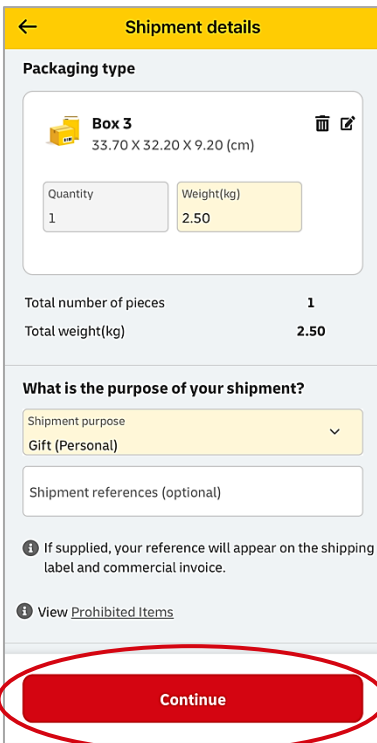 Shipment details
Packaging type
Box 3
33.70 X 32.20 X 9.20 (cm)
Quantity
1
Weight(kg)
2.50
Total number of pieces 1
Total weight(kg) 2.50
What is the purpose of your shipment?
Shipment purpose
Gift (Personal)
Shipment references (optional)
If supplied, your reference will appear on the shipping
label and commercial invoice.
View Prohibited Items
Continue